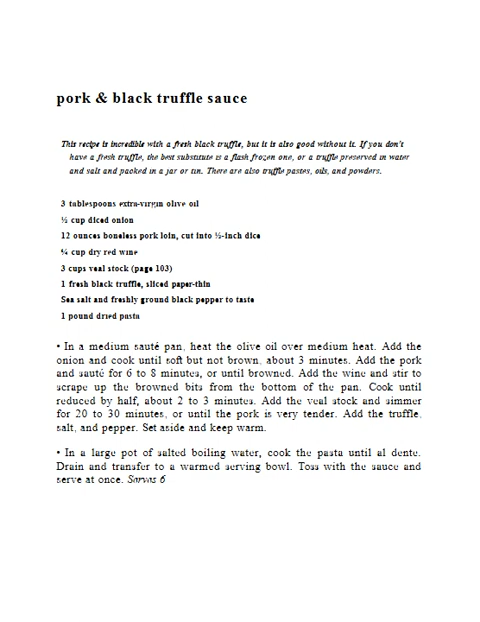 pork & black truffle sauce
This recipe is incredible with a fresh black truffle, but it is also good without it. If you don't
have a fresh truffle, the best substitute is a flash frozen one, or a truffle preserved in water
and salt and packed in a jar or tin. There are also truffle pastes, oils, and powders.
3 tablespoons extra-virgin olive oil
½ cup diced onion
12 ounces boneless pork loin, cut into ½-inch dice
¼ cup dry red wine
3 cups veal stock (page 103)
1 fresh black truffle, sliced paper-thin
Sea salt and freshly ground black pepper to taste
1 pound dried pasta
• In a medium sauté pan, heat the olive oil over medium heat. Add the
onion and cook until soft but not brown, about 3 minutes. Add the pork
and sauté for 6 to 8 minutes, or until browned. Add the wine and stir to
scrape up the browned bits from the bottom of the pan. Cook until
reduced by half, about 2 to 3 minutes. Add the veal stock and simmer
for 20 to 30 minutes, or until the pork is very tender. Add the truffle,
salt, and pepper. Set aside and keep warm.
• In a large pot of salted boiling water, cook the pasta until al dente.
Drain and transfer to a warmed serving bowl. Toss with the sauce and
serve at once. Serves 6